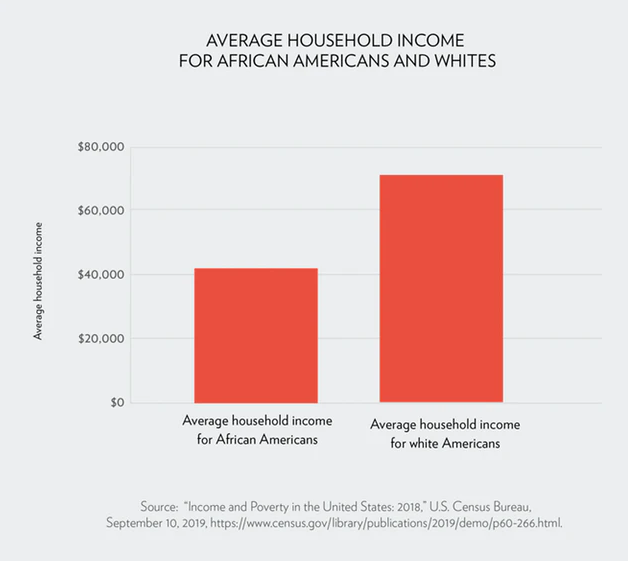 AVERAGE HOUSEHOLD INCOME
FOR AFRICAN AMERICANS AND WHITES
$80,000
$60,000
$40,000
$20,000
$0
Average household income
Average household income
for African Americans
Average household income
for white Americans
Source: “Income and Poverty in the United States: 2018,” U.S. Census Bureau,
September 10, 2019, https://www.census.gov/library/publications/2019/demo/p60-266.html.